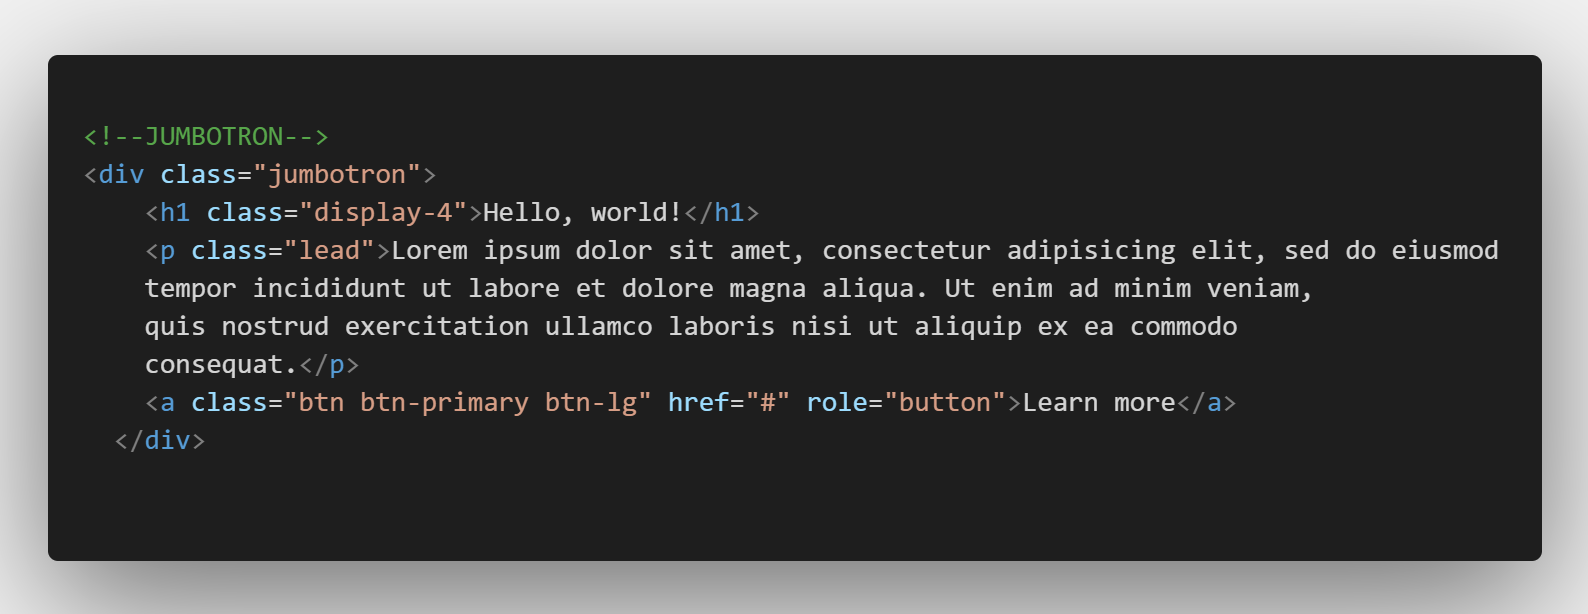 <!--JUMBOTRON-->
<div class="jumbotron">
    <h1 class="display-4">Hello, world!</h1>
    <p class="lead">Lorem ipsum dolor sit amet, consectetur adipisicing elit, sed do eiusmod
    tempor incididunt ut labore et dolore magna aliqua. Ut enim ad minim veniam,
    quis nostrud exercitation ullamco laboris nisi ut aliquip ex ea commodo
    consequat.</p>
    <a class="btn btn-primary btn-lg" href="#" role="button">Learn more</a>
  </div>